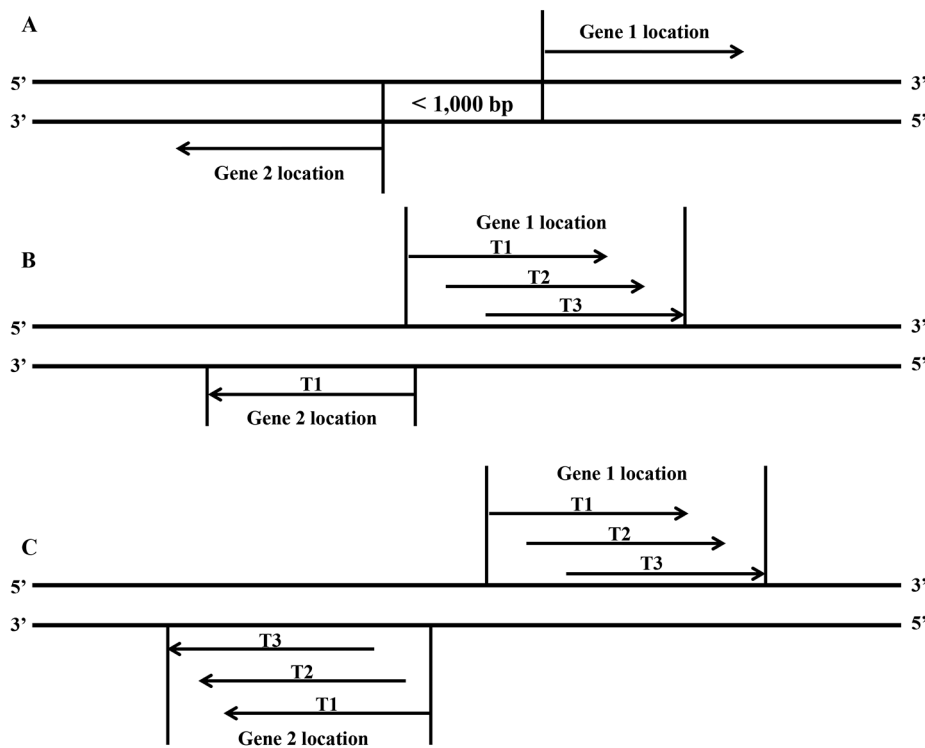 A
Gene 1 location
5’ 3’
< 1,000 bp
3’ 5’
Gene 2 location
Gene 1 location
B
T1
T2
T3
5’ 3’
3’ 5’
T1
Gene 2 location
Gene 1 location
T1
C
T2
T3
5’ 3’
3’ 5’
T3
T2
T1
Gene 2 location